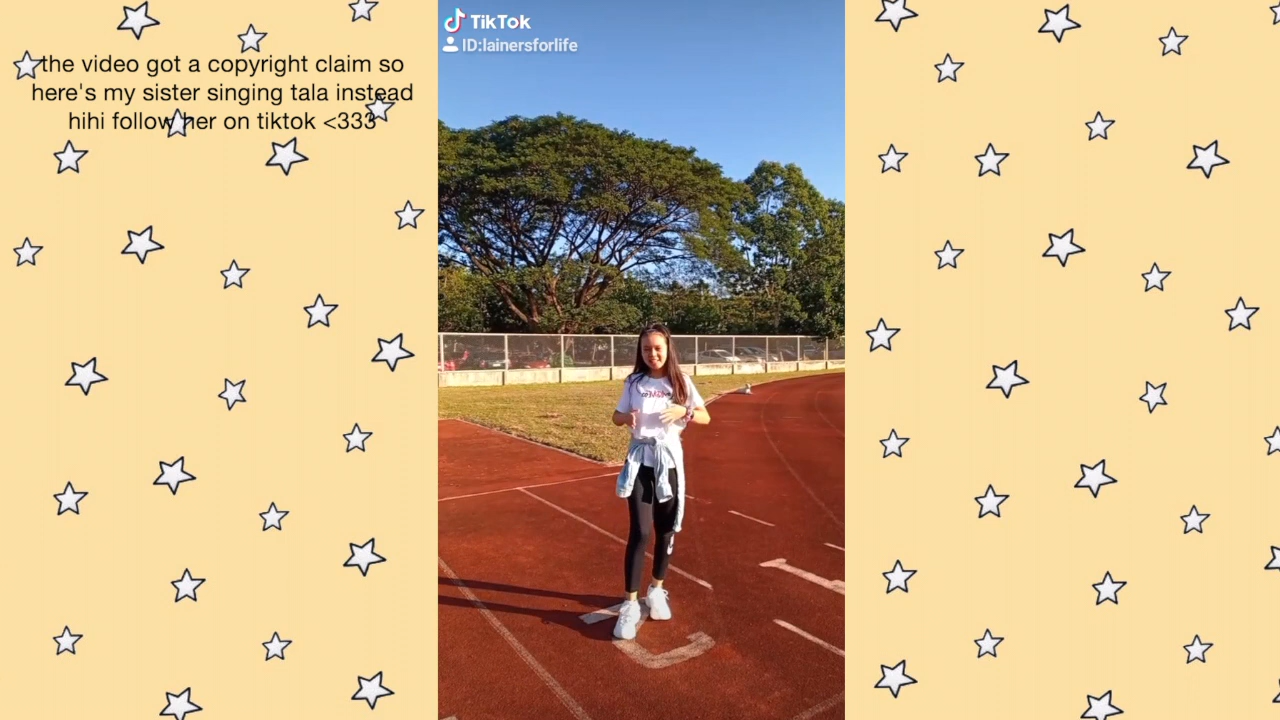 the video got a copyright claim so
here's my sister singing tala instead
hihi follow her on tiktok <333
TikTok
ID:lainersforlife